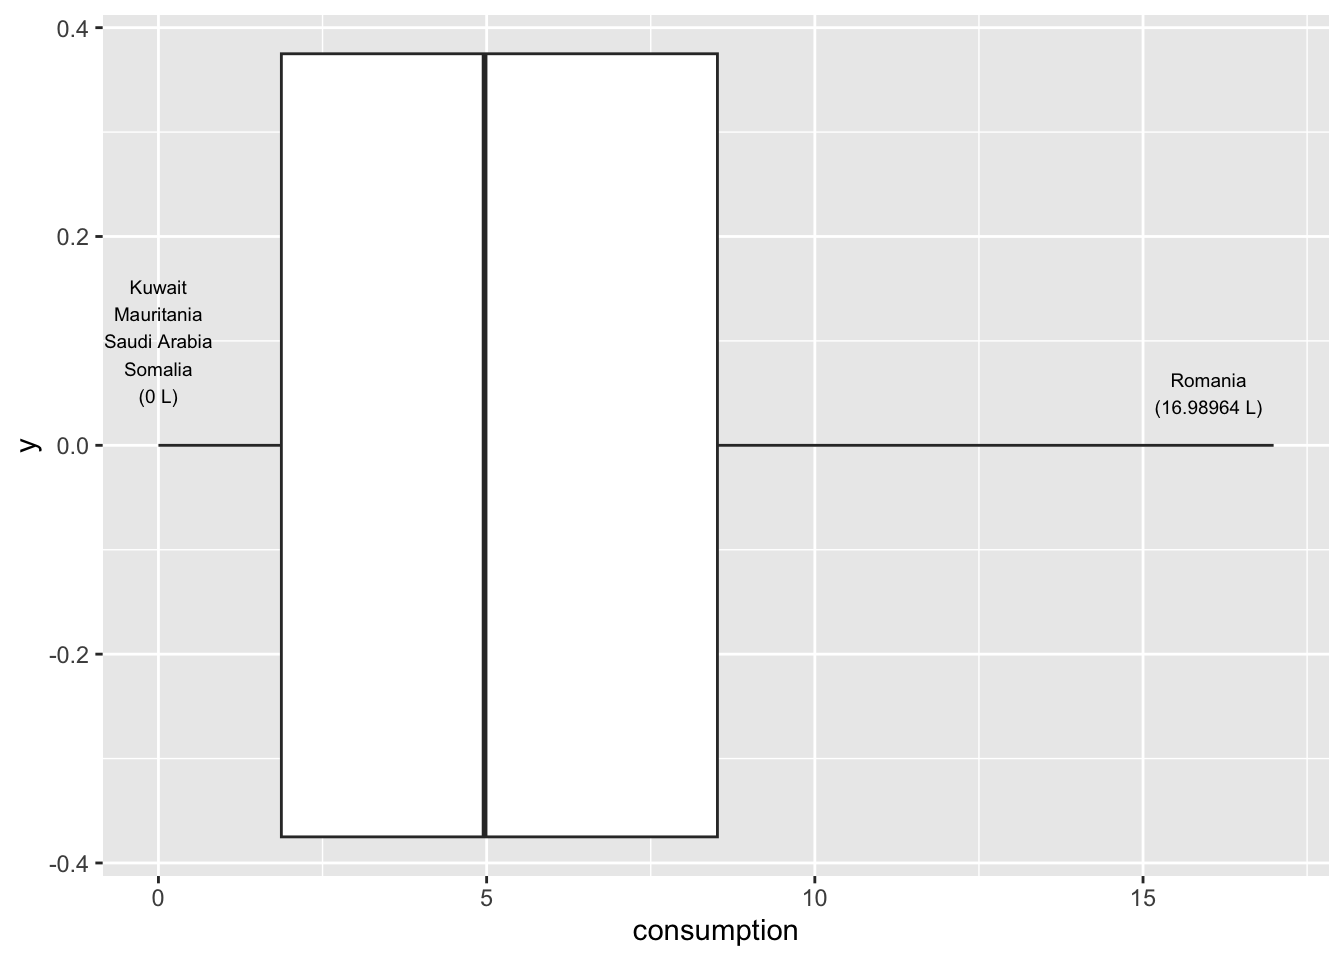 0.4
0.2
Kuwait
Mauritania
Saudi Arabia
Somalia
(0 L)
Romania
(16.98964 L)
y
0.0
-0.2
-0.4
0
5
10
15
consumption